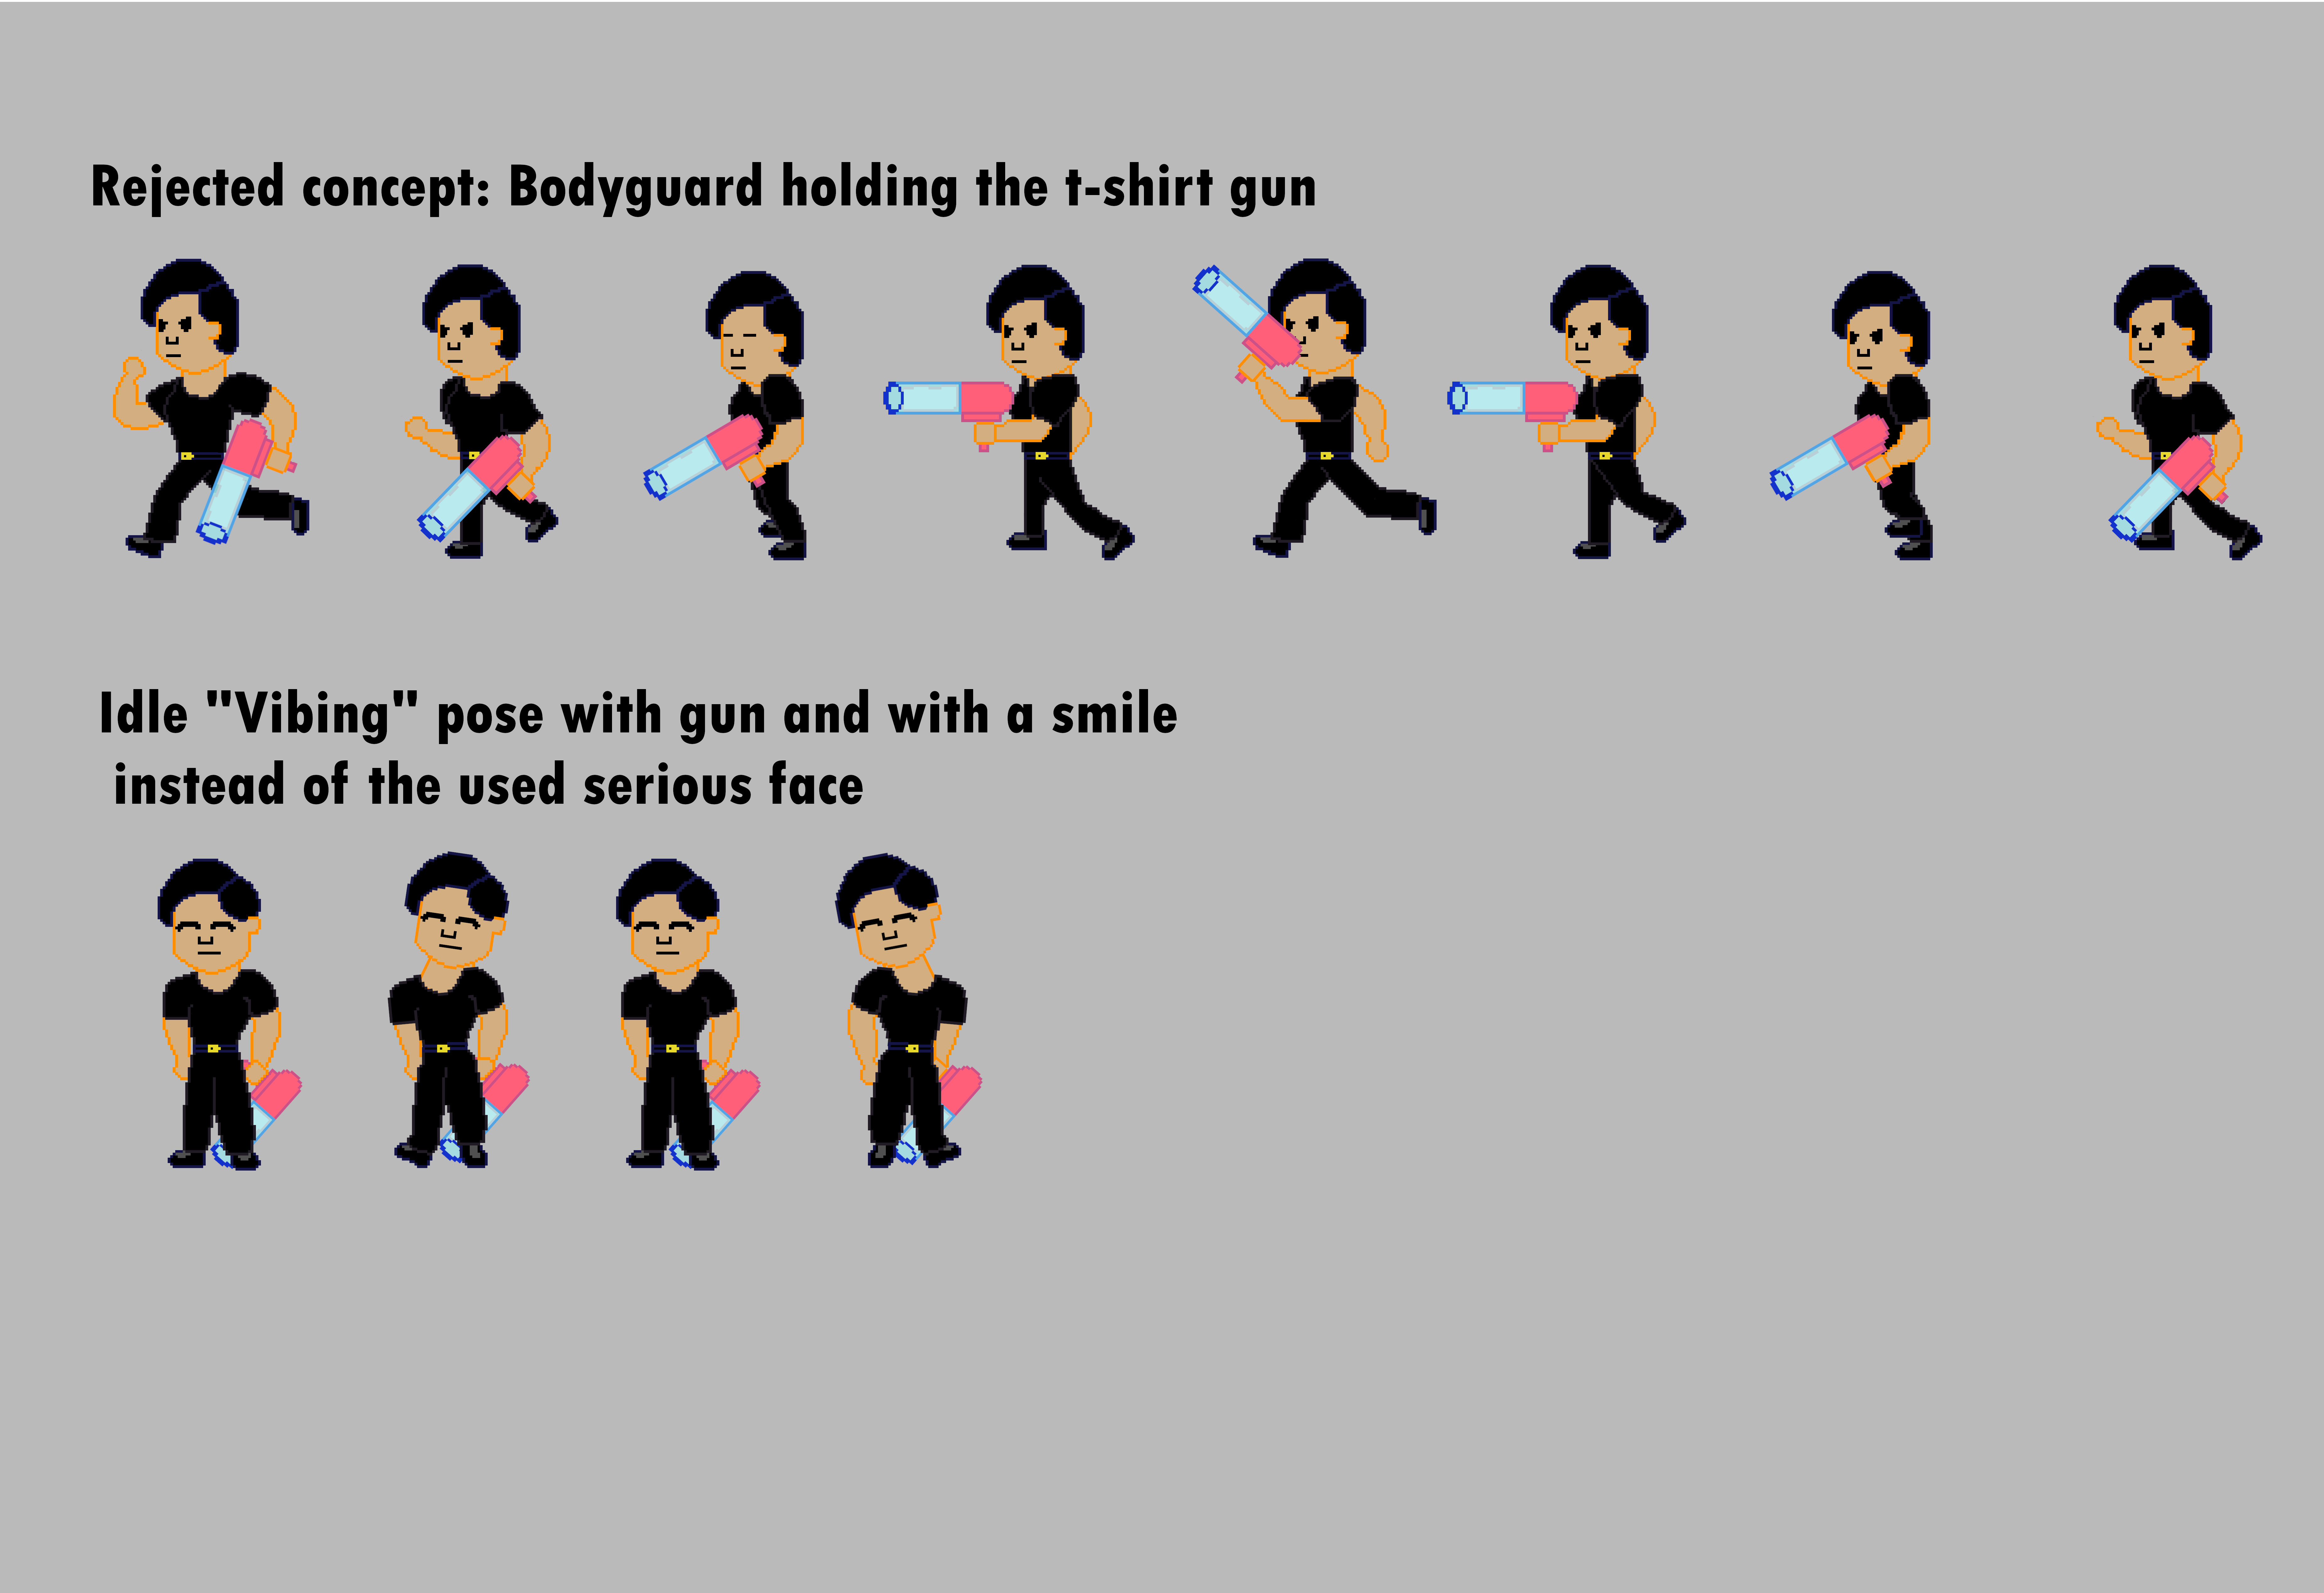 Rejected concept: Bodyguard holding the t-shirt gun
Idle "Vibing" pose with gun and with a smile
instead of the used serious face